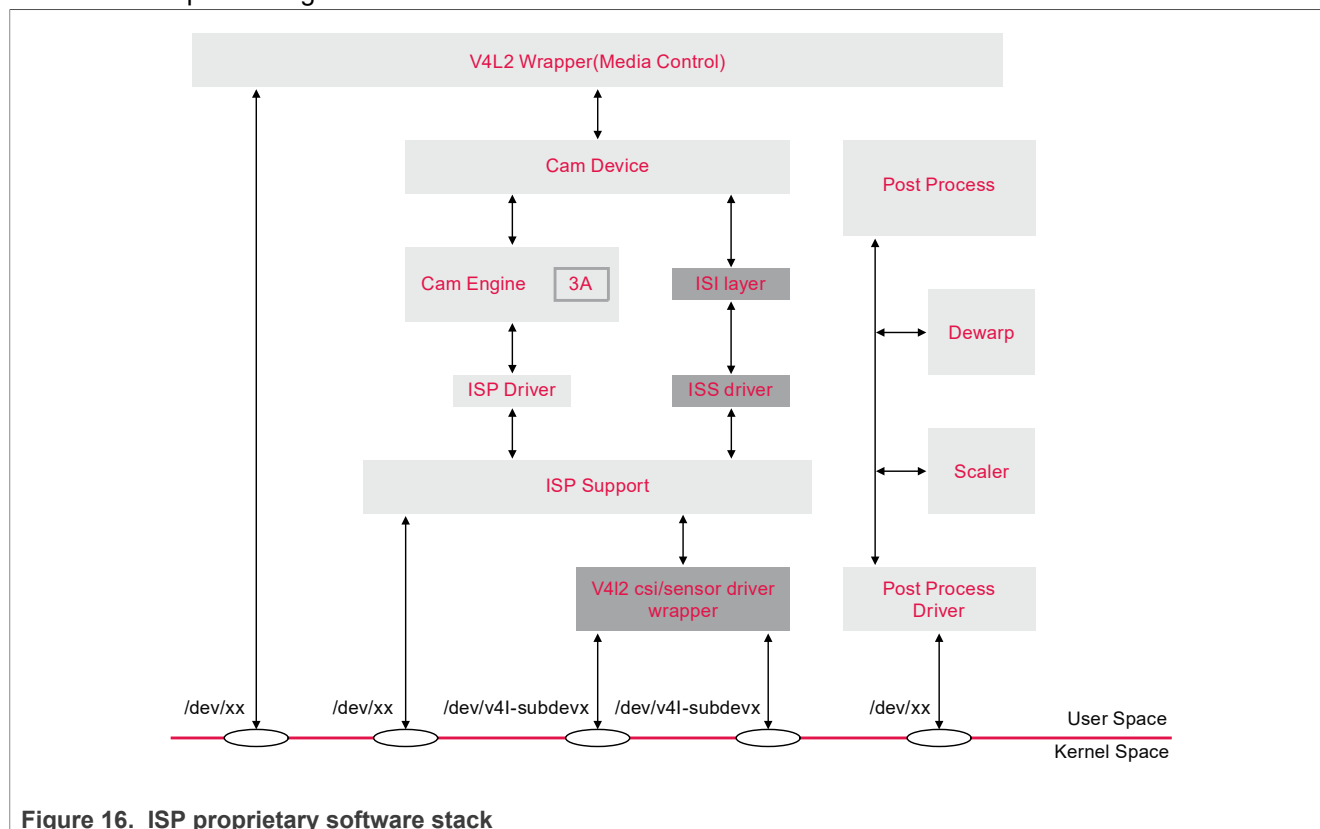 V4L2 Wrapper(Media Control)
Cam Device
Post Process
Cam Engine
3A
ISI layer
Dewarp
ISP Driver
ISS driver
Scaler
ISP Support
V4l2 csi/sensor driver
wrapper
Post Process
Driver
/dev/xx
/dev/xx
/dev/v4l-subdevx
/dev/v4l-subdevx
/dev/xx
User Space
Kernel Space
Figure 16. ISP proprietary software stack